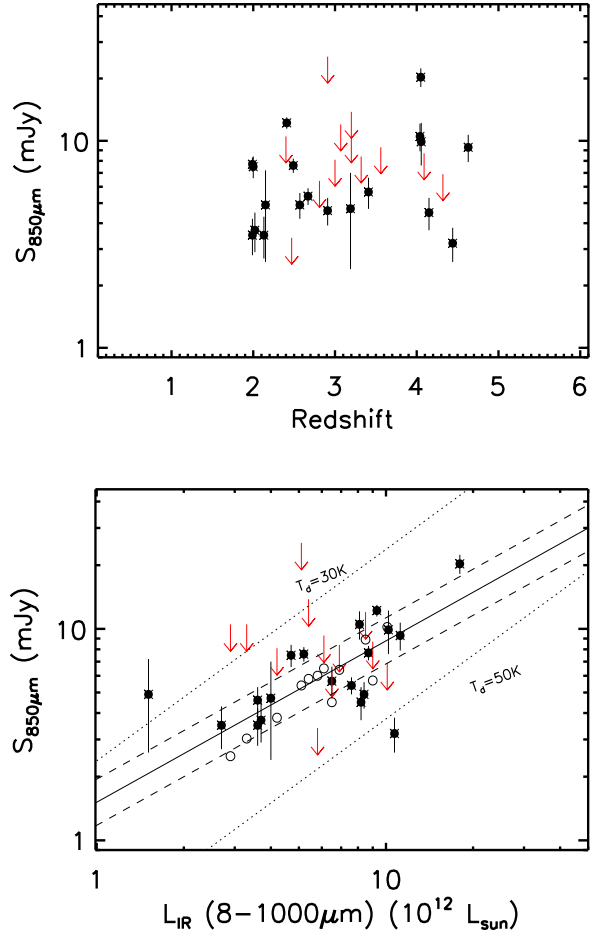 S850μm (mJy)
10
1
1 2 3 4 5 6
Redshift
S850μm (mJy)
10
1
Td=30K
Td=50K
1 10
LIR (8-1000μm) (10^12 Lsun)